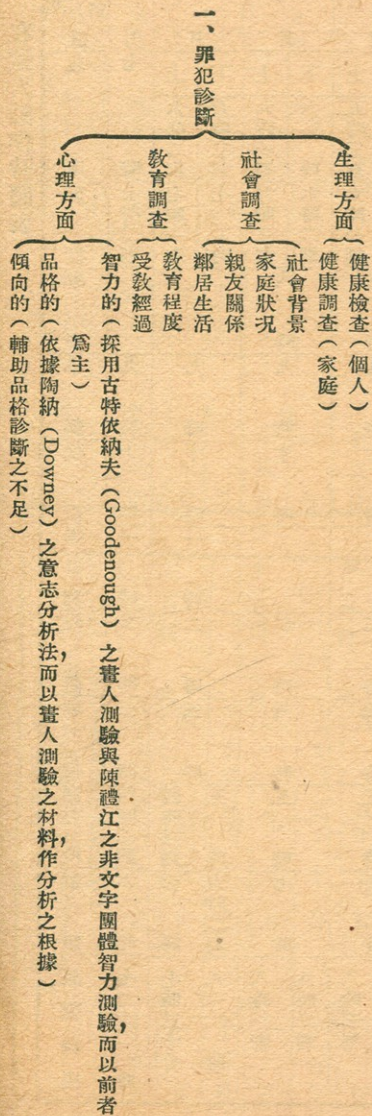 一、罪犯診斷
生理方面
健康檢查（個人）
健康調查（家庭）
社會調查
社會背景
家庭狀况
親友關係
鄰居生活
敎育調查
敎育程度
受敎經過
心理方面
智力的（採用古特依納夫（Goodenough）之畫人測驗與陳禮江之非文字團體智力測驗，而以前者
爲主）
品格的（依據陶納（Downey）之意志分析法，而以畫人測驗之材料，作分析之根據）
傾向的（輔助品格診斷之不足）